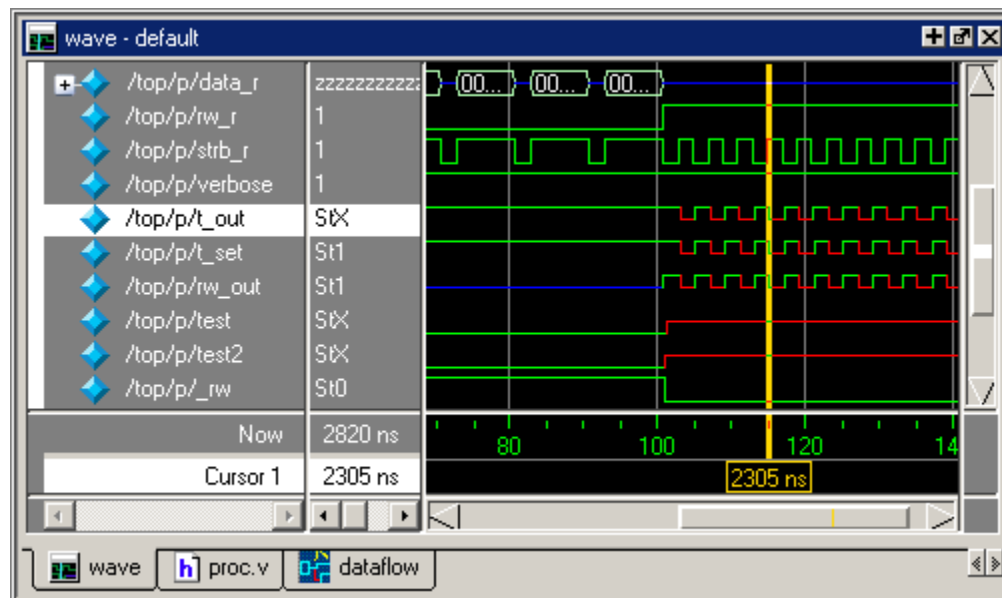 wave - default
/top/p/data_r zzzzzzzzzzzz 00... 00... 00...
/top/p/rw_r 1
/top/p/strb_r 1
/top/p/verbose 1
/top/p/t_out StX
/top/p/t_set St1
/top/p/rw_out St1
/top/p/test StX
/top/p/test2 StX
/top/p/_rw St0
Now 2820 ns 80 100 120 14
Cursor 1 2305 ns 2305 ns
wave h proc.v dataflow